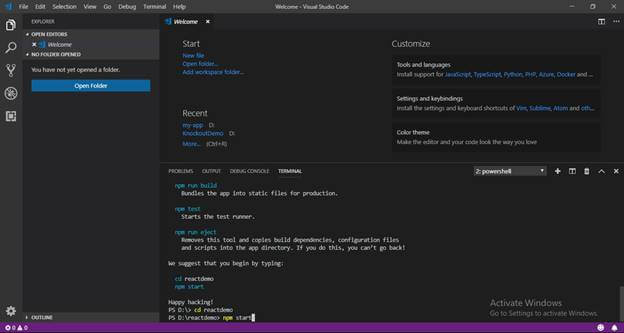 File Edit Selection View Go Debug Terminal Help
Welcome - Visual Studio Code
EXPLORER
OPEN EDITORS
Welcome
NO FOLDER OPENED
You have not yet opened a folder.
Open Folder
OUTLINE
Welcome
Start
New file
Open folder...
Add workspace folder...
Recent
my-app D:
KnockoutDemo D:
More... (Ctrl+R)
Customize
Tools and languages
Install support for JavaScript, TypeScript, Python, PHP, Azure, Docker and ...
Settings and keybindings
Install the settings and keyboard shortcuts of Vim, Sublime, Atom and oth...
Color theme
Make the editor and your code look the way you love
PROBLEMS OUTPUT DEBUG CONSOLE TERMINAL
2: powershell
npm run build
Bundles the app into static files for production.
npm test
Starts the test runner.
npm run eject
Removes this tool and copies build dependencies, configuration files
and scripts into the app directory. If you do this, you can't go back!
We suggest that you begin by typing:
cd reactdemo
npm start
Happy hacking!
PS D:\> cd reactdemo
PS D:\reactdemo> npm start
Activate Windows
Go to Settings to activate Windows.
0 0